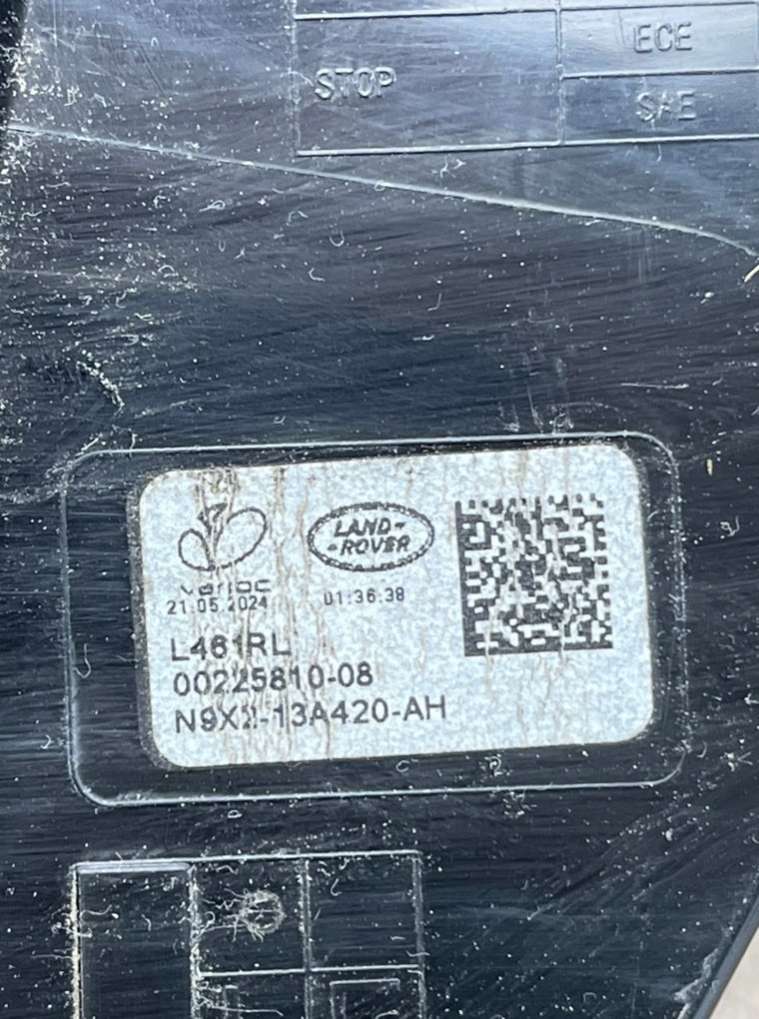 ECE
STOP
SAE
LAND-
-ROVER
varroc
21.05.2024
01:36:38
L461RL
00225810-08
N9X2-13A420-AH